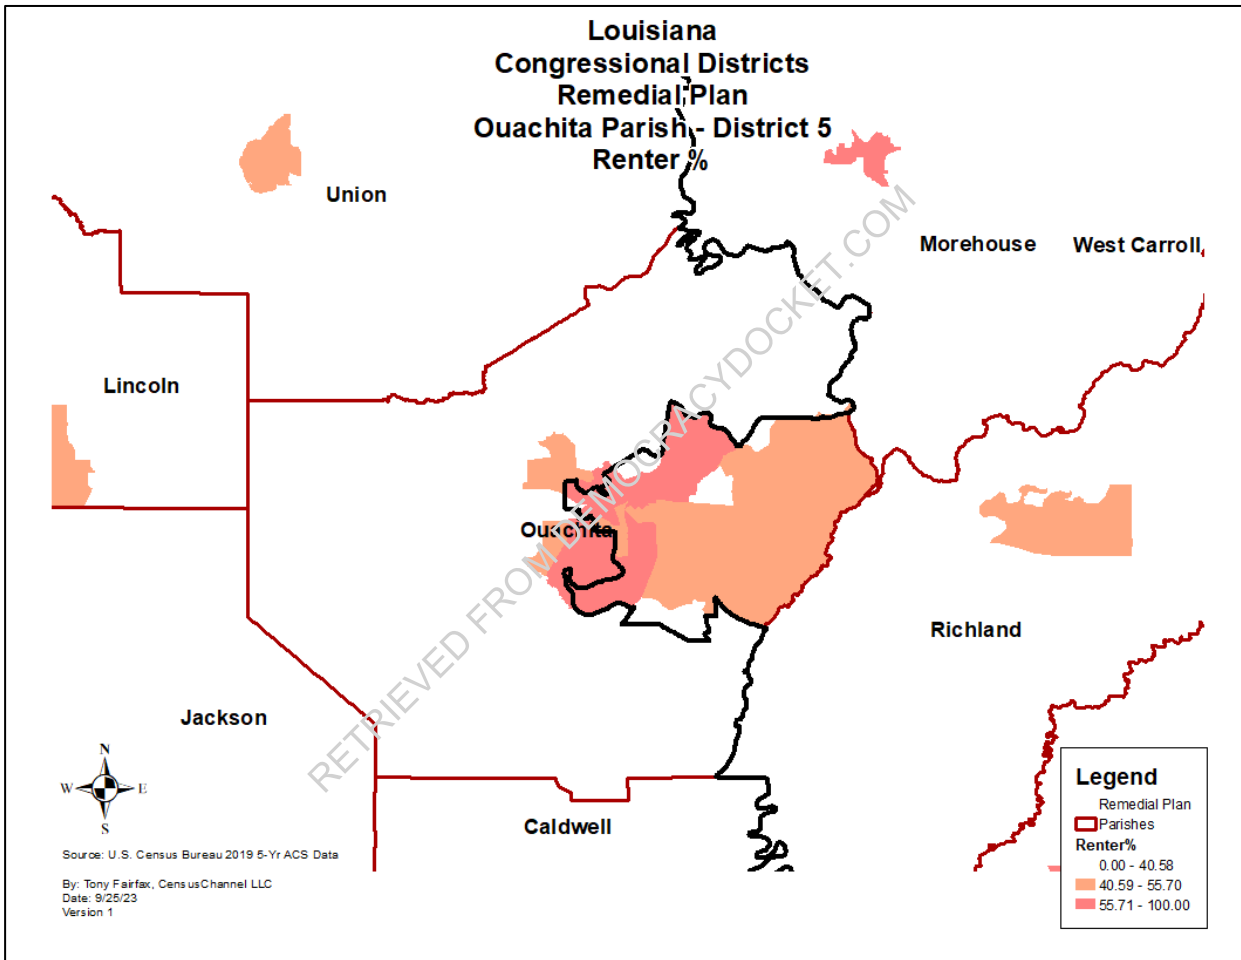 Louisiana
Congressional Districts
Remedial Plan
Ouachita Parish - District 5
Renter %
Union
Morehouse
West Carroll
Lincoln
Ouachita
Richland
Jackson
Caldwell
RETRIEVED FROM DEMOCRACYDOCKET.COM
N
W
E
S
Source: U.S. Census Bureau 2019 5-Yr ACS Data
By: Tony Fairfax, CensusChannel LLC
Date: 9/25/23
Version 1
Legend
Remedial Plan
Parishes
Renter%
0.00 - 40.58
40.59 - 55.70
55.71 - 100.00